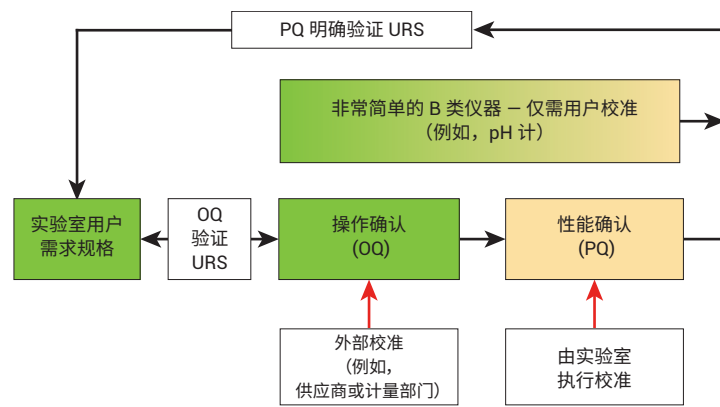 PQ 明确验证 URS
非常简单的 B 类仪器 – 仅需用户校准
（例如，pH 计）
实验室用户
需求规格
OQ
验证
URS
操作确认
(OQ)
性能确认
(PQ)
外部校准
（例如，
供应商或计量部门）
由实验室
执行校准